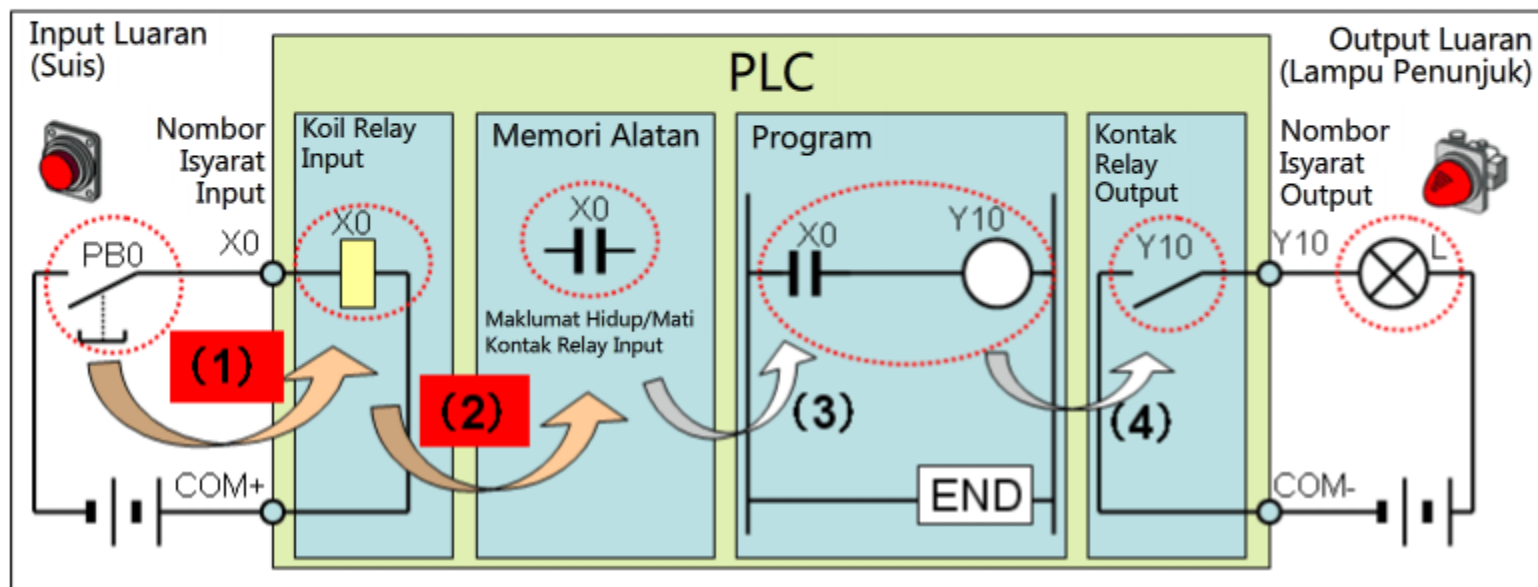 Input Luaran
(Suis)
PLC
Output Luaran
(Lampu Penunjuk)
Nombor
Isyarat
Input
Koil Relay
Input
Memori Alatan
Program
Kontak
Relay
Output
Nombor
Isyarat
Output
PB0
X0
X0
X0
X0
Y10
Y10
Y10
L
Maklumat Hidup/Mati
Kontak Relay Input
(1)
(2)
(3)
(4)
COM+
END
COM-